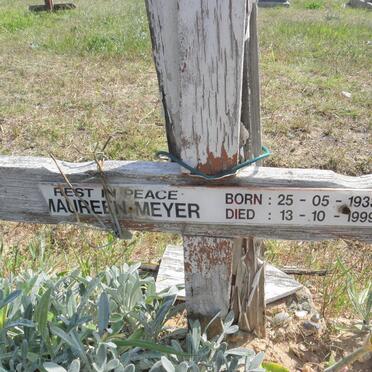 REST IN PEACE
MAUREEN MEYER
BORN : 25 - 05 - 1933
DIED : 13 - 10 - 1999